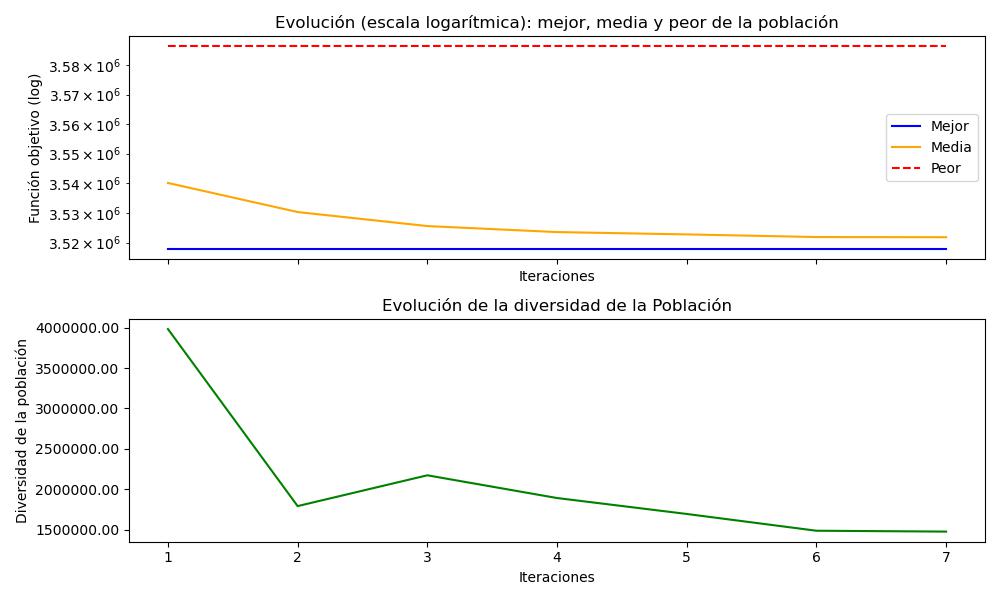 Evolución (escala logarítmica): mejor, media y peor de la población
Función objetivo (log)
3.58 × 10⁶
3.57 × 10⁶
3.56 × 10⁶
3.55 × 10⁶
3.54 × 10⁶
3.53 × 10⁶
3.52 × 10⁶
Mejor
Media
Peor
Iteraciones
Evolución de la diversidad de la Población
Diversidad de la población
4000000.00
3500000.00
3000000.00
2500000.00
2000000.00
1500000.00
1 2 3 4 5 6 7
Iteraciones